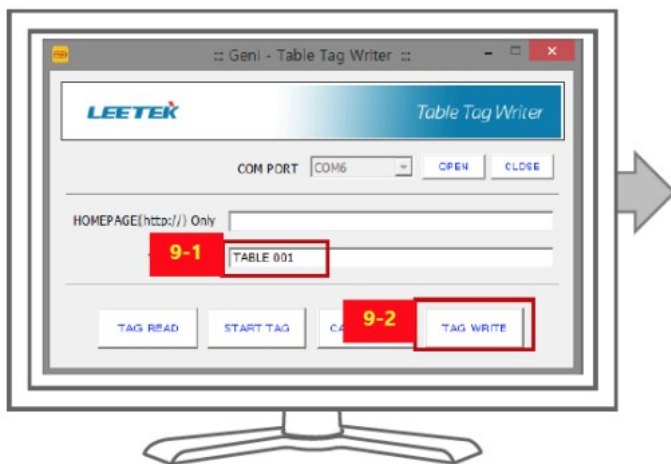 ::: GenI - Table Tag Writer :::
LEETEK Table Tag Writer
COM PORT COM6 OPEN CLOSE
HOMEPAGE(http://) Only
9-1 TABLE 001
9-2
TAG READ START TAG CA TAG WRITE